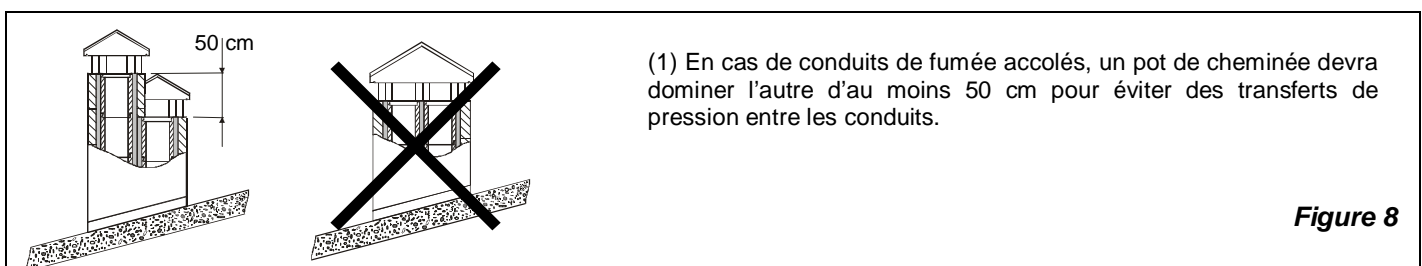 50 cm
(1) En cas de conduits de fumée accolés, un pot de cheminée devra
dominer l'autre d'au moins 50 cm pour éviter des transferts de
pression entre les conduits.
Figure 8